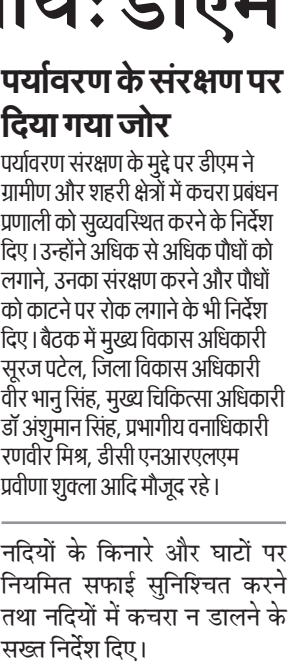 पर्यावरण के संरक्षण पर
दिया गया जोर
पर्यावरण संरक्षण के मुद्दे पर डीएम ने
ग्रामीण और शहरी क्षेत्रों में कचरा प्रबंधन
प्रणाली को सुव्यवस्थित करने के निर्देश
दिए। उन्होंने अधिक से अधिक पौधों को
लगाने, उनका संरक्षण करने और पौधों
को काटने पर रोक लगाने के भी निर्देश
दिए। बैठक में मुख्य विकास अधिकारी
सूरज पटेल, जिला विकास अधिकारी
वीर भानु सिंह, मुख्य चिकित्सा अधिकारी
डॉ अंशुमान सिंह, प्रभागीय वनाधिकारी
रणवीर मिश्र, डीसी एनआरएलएम
प्रवीणा शुक्ला आदि मौजूद रहे।
नदियों के किनारे और घाटों पर
नियमित सफाई सुनिश्चित करने
तथा नदियों में कचरा न डालने के
सख्त निर्देश दिए।